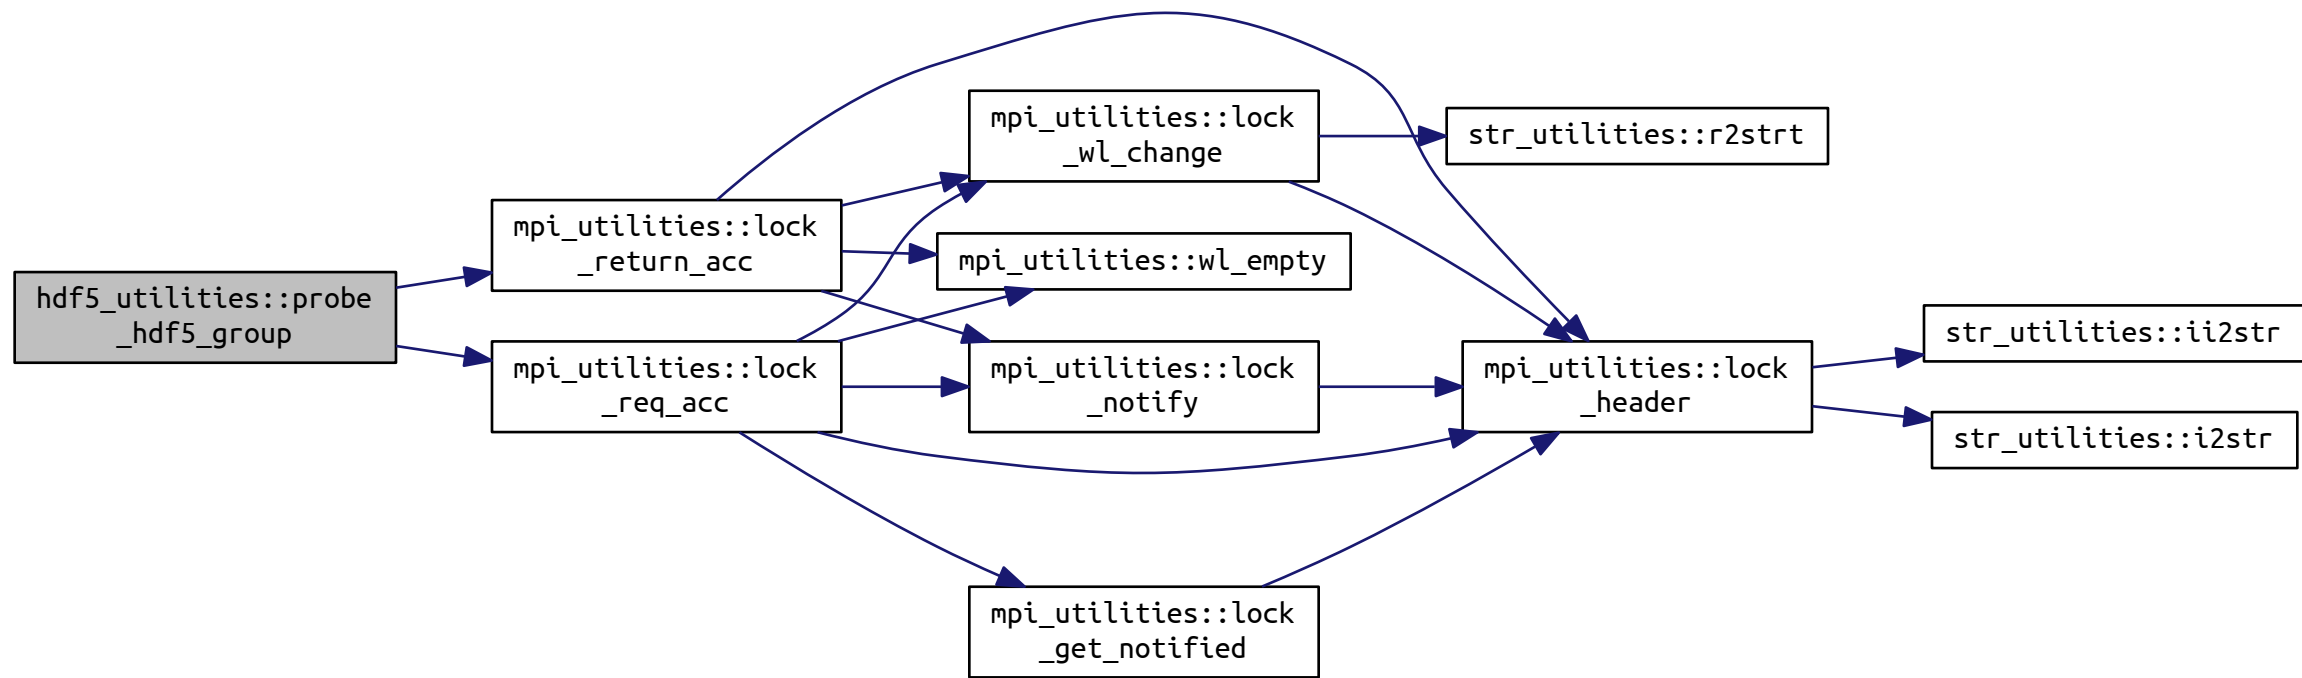 hdf5_utilities::probe
_hdf5_group
mpi_utilities::lock
_return_acc
mpi_utilities::lock
_req_acc
mpi_utilities::lock
_wl_change
mpi_utilities::wl_empty
mpi_utilities::lock
_notify
mpi_utilities::lock
_get_notified
str_utilities::r2strt
mpi_utilities::lock
_header
str_utilities::ii2str
str_utilities::i2str